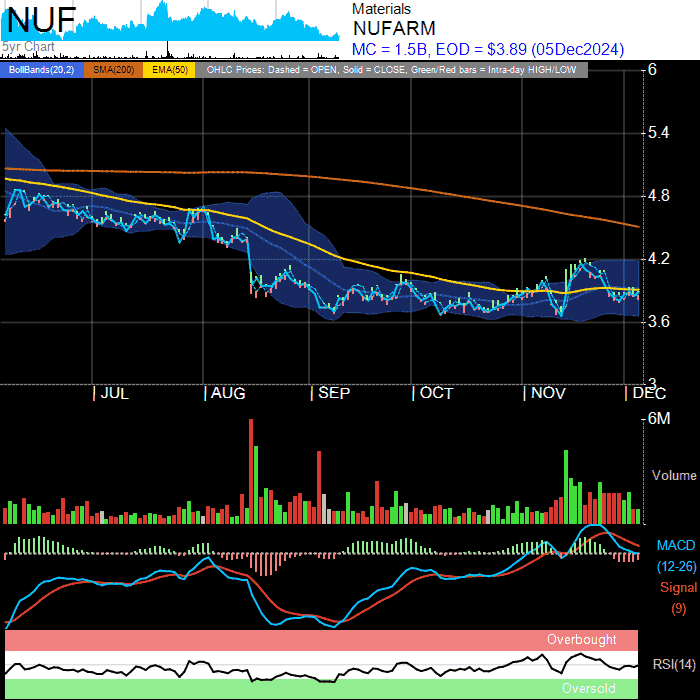 NUF
5yr Chart
Materials
NUFARM
MC = 1.5B, EOD = $3.89 (05Dec2024)
BollBands(20,2) SMA(200) EMA(50) OHLC Prices: Dashed = OPEN, Solid = CLOSE, Green/Red bars = Intra-day HIGH/LOW
6
5.4
4.8
4.2
3.6
3
JUL AUG SEP OCT NOV DEC
6M
Volume
MACD
(12-26)
Signal
(9)
Overbought
RSI(14)
Oversold